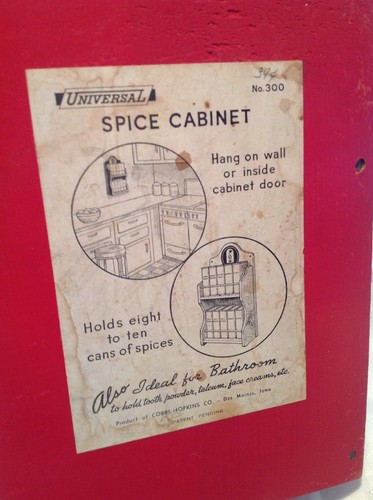 39¢
UNIVERSAL
No. 300
SPICE CABINET
Hang on wall
or inside
cabinet door
Holds eight
to ten
cans of spices
Also Ideal for Bathroom
to hold tooth powder, talcum, face creams, etc.
Product of COBBS-HOPKINS CO. - Des Moines, Iowa
PATENT PENDING